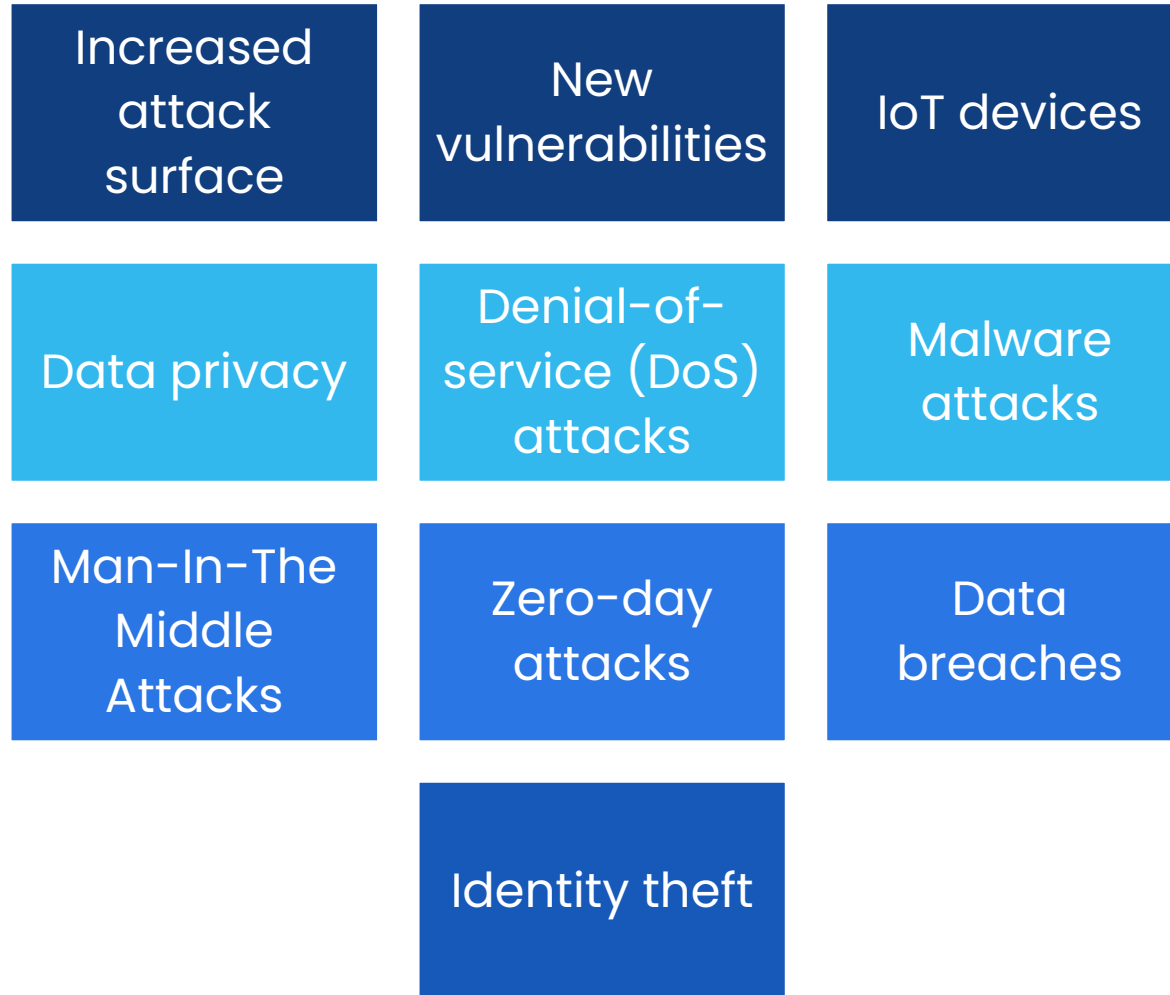 Increased
attack
surface
New
vulnerabilities
IoT devices
Data privacy
Denial-of-
service (DoS)
attacks
Malware
attacks
Man-In-The
Middle
Attacks
Zero-day
attacks
Data
breaches
Identity theft